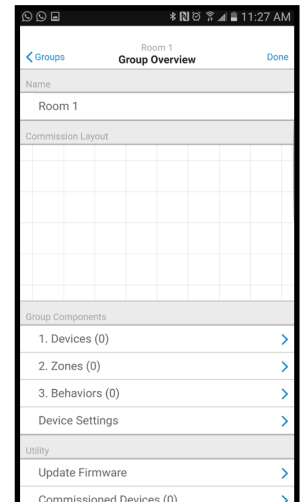 11:27 AM
Room 1
Groups
Group Overview
Done
Name
Room 1
Commission Layout
Group Components
1. Devices (0)
2. Zones (0)
3. Behaviors (0)
Device Settings
Utility
Update Firmware
Commissioned Devices (0)